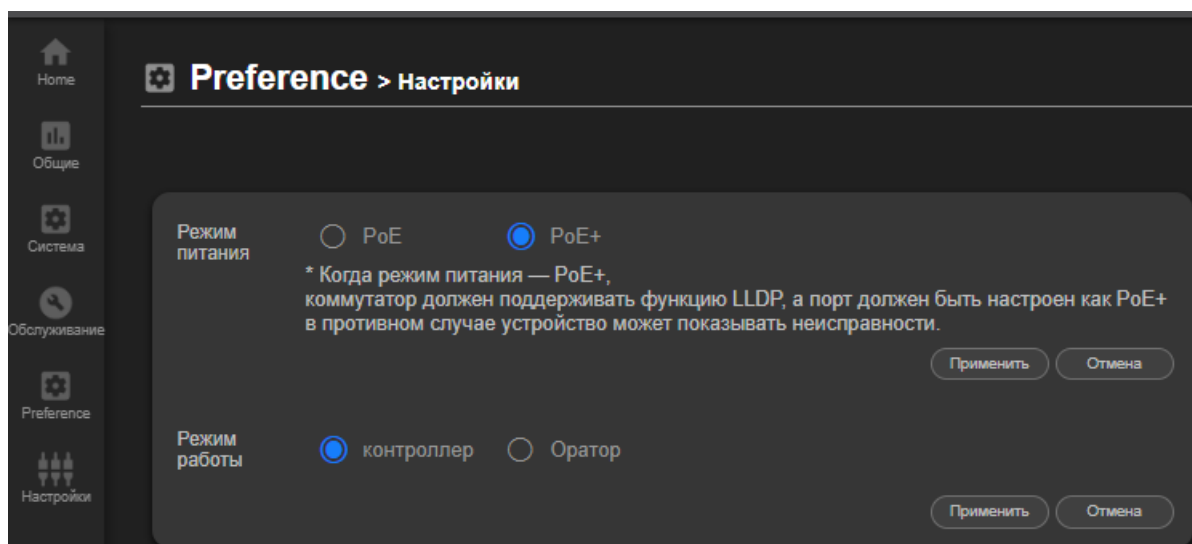 Home
Preference > Настройки
Общие
Система
Обслуживание
Preference
Настройки
Режим
питания
PoE
PoE+
* Когда режим питания — PoE+,
коммутатор должен поддерживать функцию LLDP, а порт должен быть настроен как PoE+
в противном случае устройство может показывать неисправности.
Применить
Отмена
Режим
работы
контроллер
Оратор
Применить
Отмена